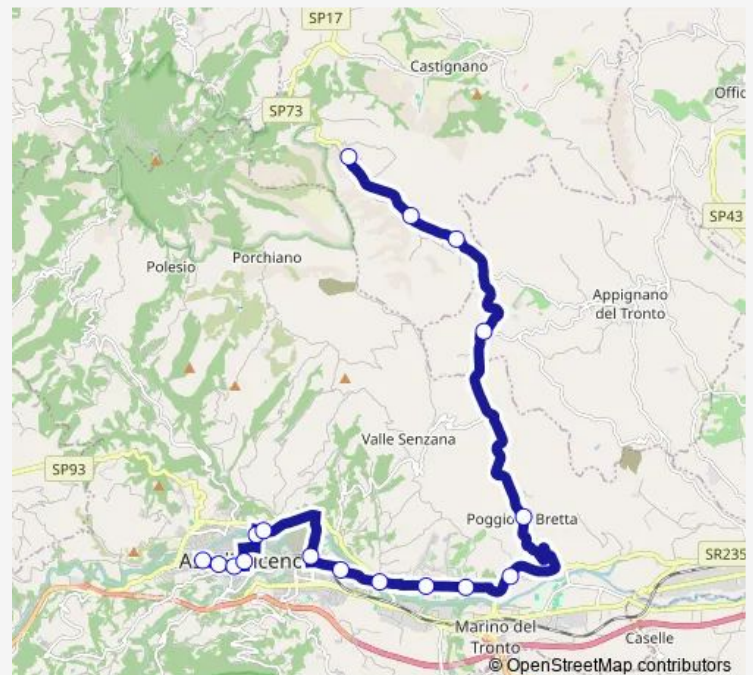 SP17
Castignano
SP73
Offic
SP43
Polesio
Porchiano
Appignano
del Tronto
Valle Senzana
SP93
Poggio Bretta
SR235
Marino del
Tronto
Caselle
© OpenStreetMap contributors